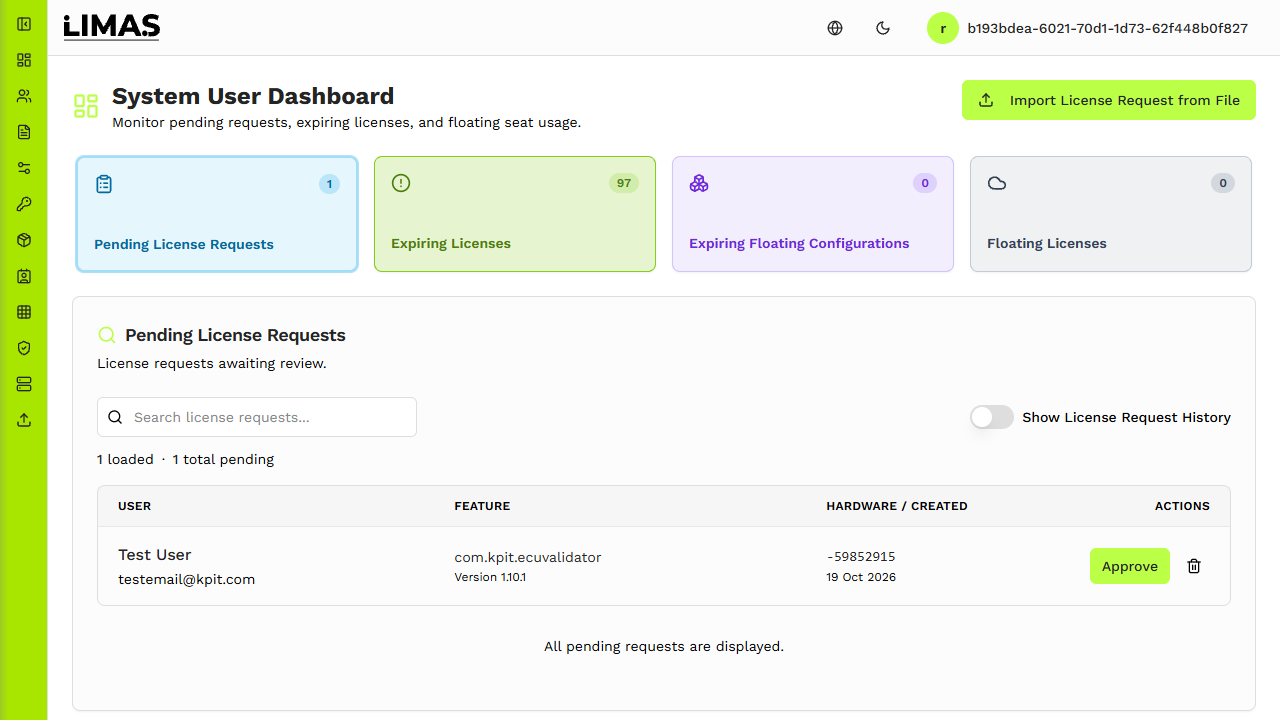 LIMAS
r
b193bdea-6021-70d1-1d73-62f448b0f827
System User Dashboard
Monitor pending requests, expiring licenses, and floating seat usage.
Import License Request from File
1
Pending License Requests
97
Expiring Licenses
0
Expiring Floating Configurations
0
Floating Licenses
Pending License Requests
License requests awaiting review.
Search license requests...
Show License Request History
1 loaded · 1 total pending
USER FEATURE HARDWARE / CREATED ACTIONS
Test User com.kpit.ecuvalidator -59852915 Approve
testemail@kpit.com Version 1.10.1 19 Oct 2026
All pending requests are displayed.